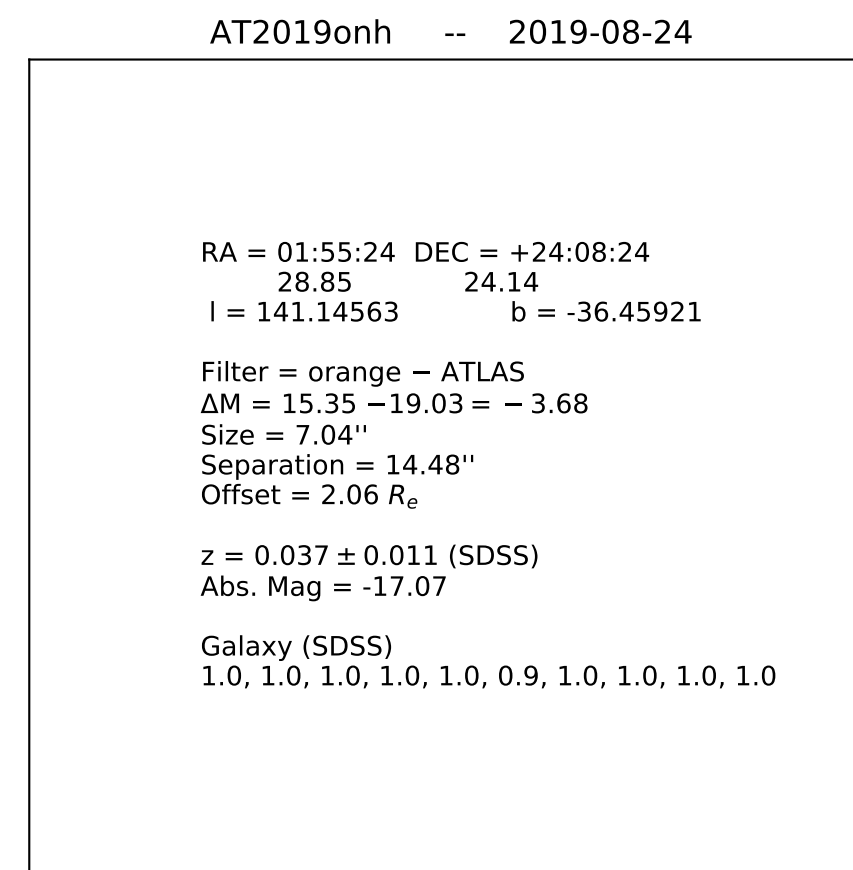 AT2019onh -- 2019-08-24
RA = 01:55:24 DEC = +24:08:24
28.85 24.14
l = 141.14563 b = -36.45921
Filter = orange − ATLAS
ΔM = 15.35 −19.03 = − 3.68
Size = 7.04''
Separation = 14.48''
Offset = 2.06 Rₑ
z = 0.037 ± 0.011 (SDSS)
Abs. Mag = -17.07
Galaxy (SDSS)
1.0, 1.0, 1.0, 1.0, 1.0, 0.9, 1.0, 1.0, 1.0, 1.0